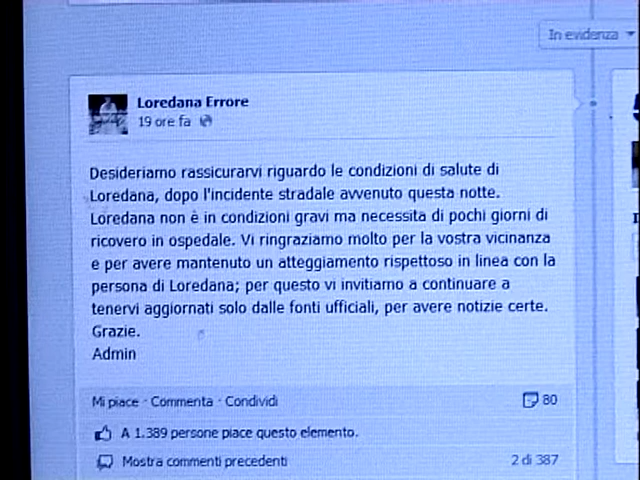 In evidenza
Loredana Errore
19 ore fa
Desideriamo rassicurarvi riguardo le condizioni di salute di
Loredana, dopo l'incidente stradale avvenuto questa notte.
Loredana non è in condizioni gravi ma necessita di pochi giorni di
ricovero in ospedale. Vi ringraziamo molto per la vostra vicinanza
e per avere mantenuto un atteggiamento rispettoso in linea con la
persona di Loredana; per questo vi invitiamo a continuare a
tenervi aggiornati solo dalle fonti ufficiali, per avere notizie certe.
Grazie.
Admin
Mi piace · Commenta · Condividi
80
A 1.389 persone piace questo elemento.
Mostra commenti precedenti
2 di 387